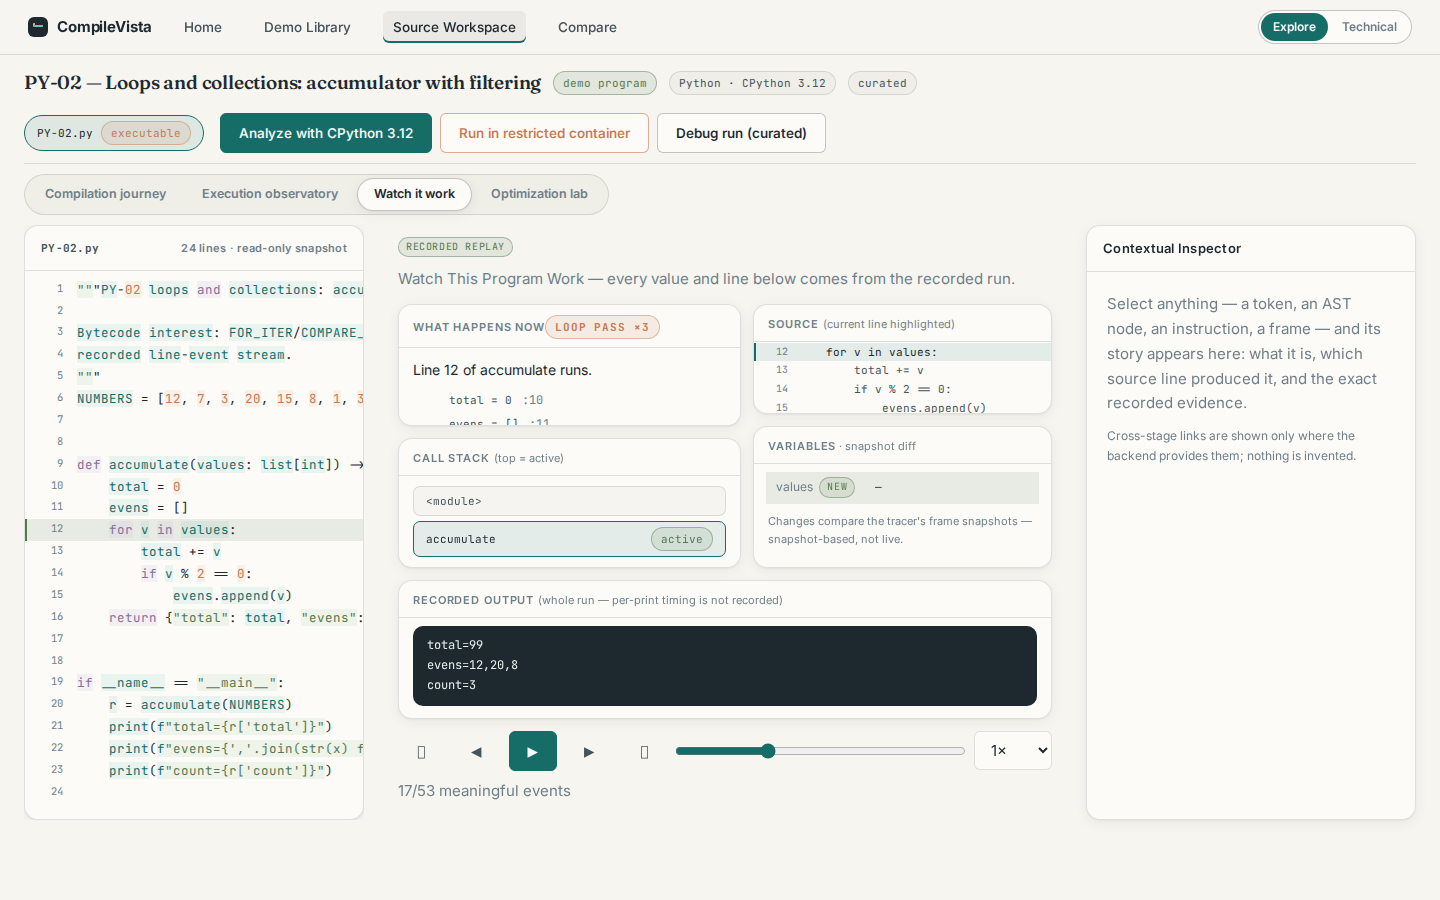 CompileVista
Home
Demo Library
Source Workspace
Compare
Explore
Technical
PY-02 — Loops and collections: accumulator with filtering
demo program
Python · CPython 3.12
curated
PY-02.py
executable
Analyze with CPython 3.12
Run in restricted container
Debug run (curated)
Compilation journey
Execution observatory
Watch it work
Optimization lab
PY-02.py
24 lines · read-only snapshot
1 """PY-02 loops and collections: accu
2
3 Bytecode interest: FOR_ITER/COMPARE_
4 recorded line-event stream.
5 """
6 NUMBERS = [12, 7, 3, 20, 15, 8, 1, 3
7
8
9 def accumulate(values: list[int]) →
10 total = 0
11 evens = []
12 for v in values:
13 total += v
14 if v % 2 == 0:
15 evens.append(v)
16 return {"total": total, "evens":
17
18
19 if __name__ == "__main__":
20 r = accumulate(NUMBERS)
21 print(f"total={r['total']}")
22 print(f"evens={','.join(str(x) f
23 print(f"count={r['count']}")
24
RECORDED REPLAY
Watch This Program Work — every value and line below comes from the recorded run.
WHAT HAPPENS NOW
LOOP PASS ×3
Line 12 of accumulate runs.
total = 0 :10
evens = [] :11
SOURCE (current line highlighted)
12 for v in values:
13 total += v
14 if v % 2 == 0:
15 evens.append(v)
CALL STACK (top = active)
<module>
accumulate
active
VARIABLES · snapshot diff
values NEW —
Changes compare the tracer's frame snapshots —
snapshot-based, not live.
RECORDED OUTPUT (whole run — per-print timing is not recorded)
total=99
evens=12,20,8
count=3
1×
17/53 meaningful events
Contextual Inspector
Select anything — a token, an AST
node, an instruction, a frame — and its
story appears here: what it is, which
source line produced it, and the exact
recorded evidence.
Cross-stage links are shown only where the
backend provides them; nothing is invented.